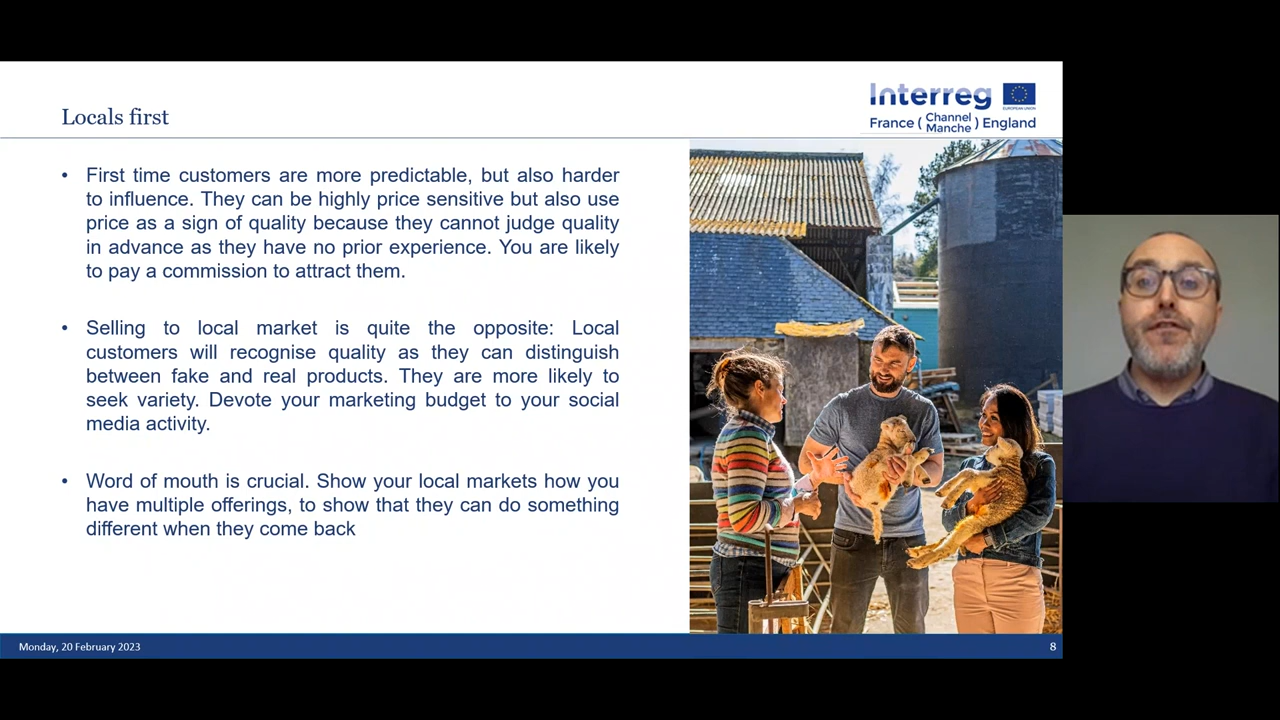 Locals first
Interreg
EUROPEAN UNION
France ( Channel Manche ) England
• First time customers are more predictable, but also harder
to influence. They can be highly price sensitive but also use
price as a sign of quality because they cannot judge quality
in advance as they have no prior experience. You are likely
to pay a commission to attract them.
• Selling to local market is quite the opposite: Local
customers will recognise quality as they can distinguish
between fake and real products. They are more likely to
seek variety. Devote your marketing budget to your social
media activity.
• Word of mouth is crucial. Show your local markets how you
have multiple offerings, to show that they can do something
different when they come back
Monday, 20 February 2023
8